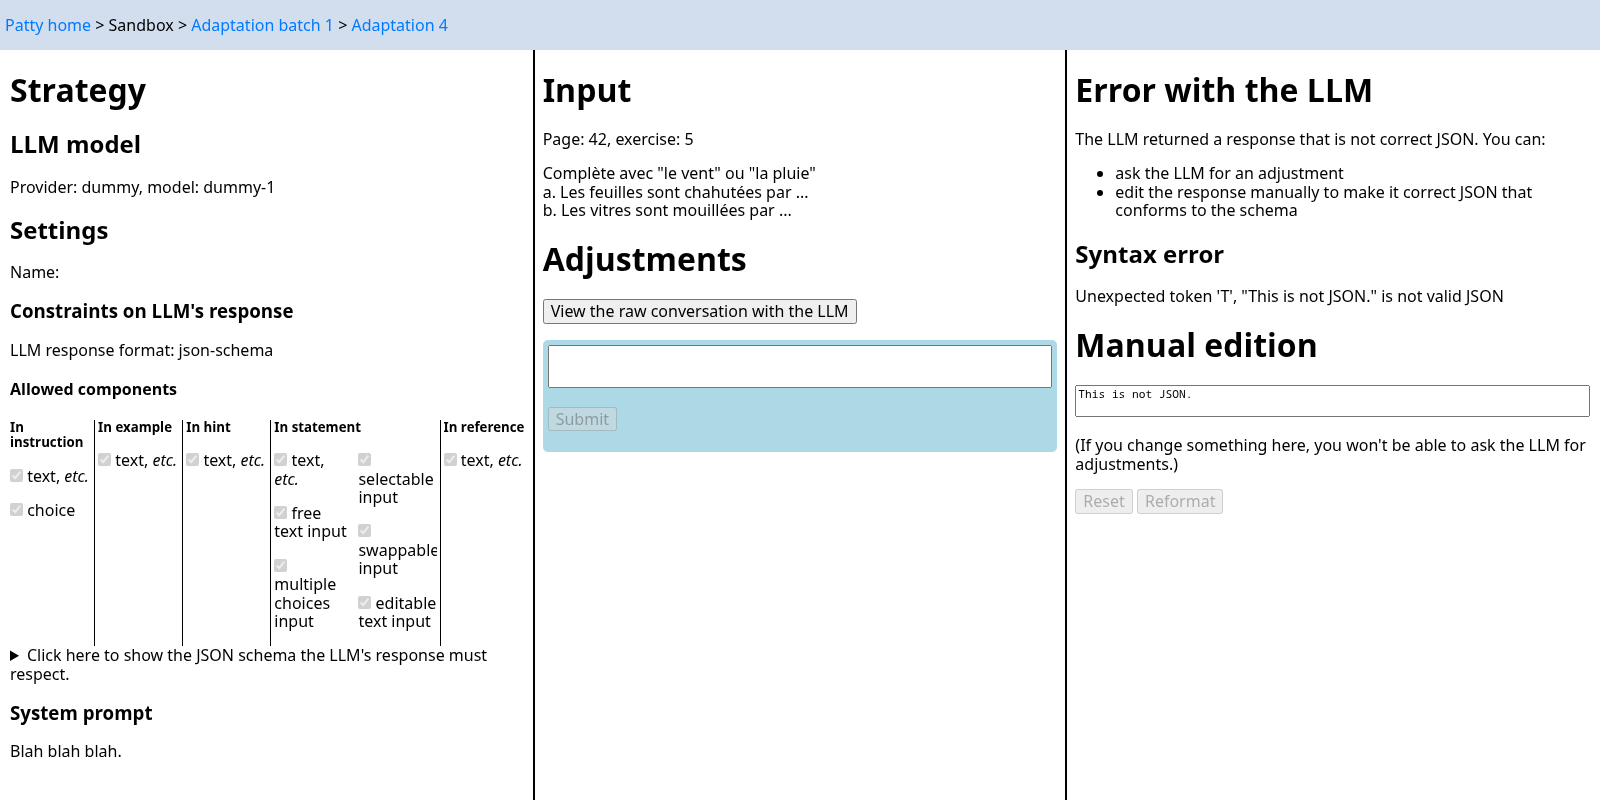 Patty home > Sandbox > Adaptation batch 1 > Adaptation 4
Strategy
LLM model
Provider: dummy, model: dummy-1
Settings
Name:
Constraints on LLM's response
LLM response format: json-schema
Allowed components
In
instruction
text, etc.
choice
In example
text, etc.
In hint
text, etc.
In statement
text,
etc.
free
text input
multiple
choices
input
selectable
input
swappable
input
editable
text input
In reference
text, etc.
Click here to show the JSON schema the LLM's response must
respect.
System prompt
Blah blah blah.
Input
Page: 42, exercise: 5
Complète avec "le vent" ou "la pluie"
a. Les feuilles sont chahutées par ...
b. Les vitres sont mouillées par ...
Adjustments
View the raw conversation with the LLM
Submit
Error with the LLM
The LLM returned a response that is not correct JSON. You can:
• ask the LLM for an adjustment
• edit the response manually to make it correct JSON that
conforms to the schema
Syntax error
Unexpected token 'T', "This is not JSON." is not valid JSON
Manual edition
This is not JSON.
(If you change something here, you won't be able to ask the LLM for
adjustments.)
Reset Reformat